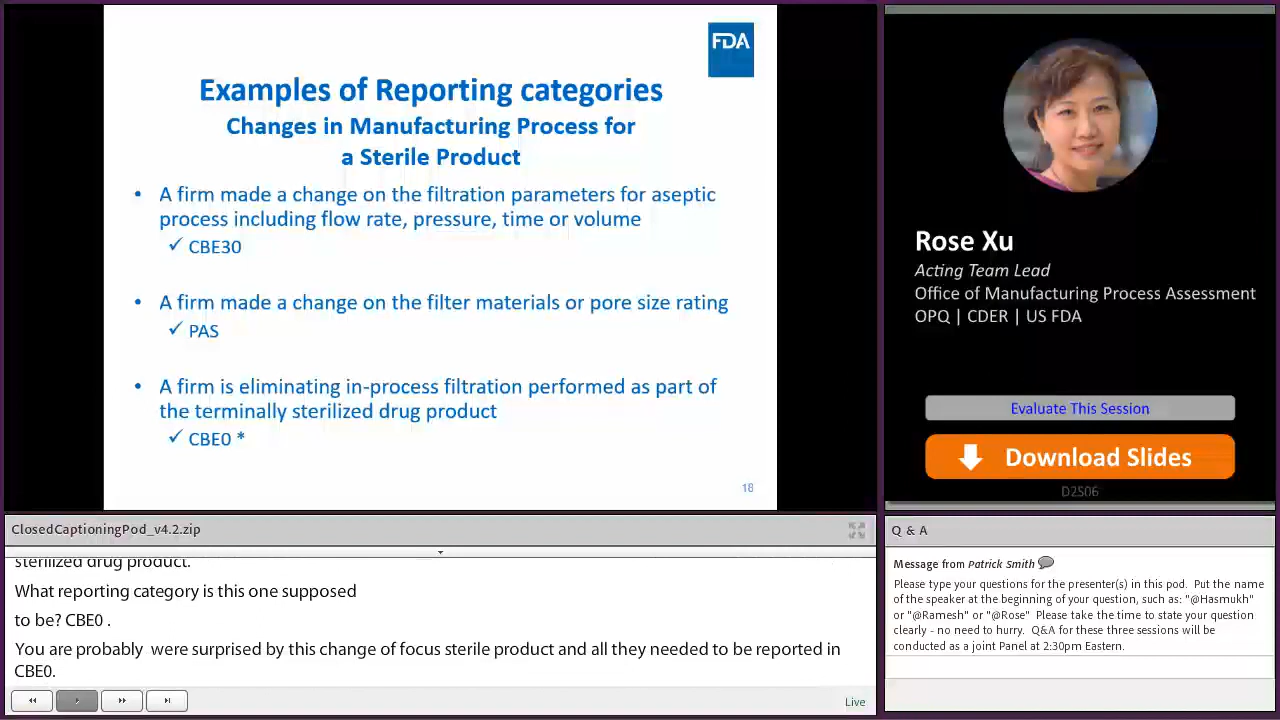 FDA
Examples of Reporting categories
Changes in Manufacturing Process for
a Sterile Product
• A firm made a change on the filtration parameters for aseptic
process including flow rate, pressure, time or volume
✓ CBE30
• A firm made a change on the filter materials or pore size rating
✓ PAS
• A firm is eliminating in-process filtration performed as part of
the terminally sterilized drug product
✓ CBE0 *
18
Rose Xu
Acting Team Lead
Office of Manufacturing Process Assessment
OPQ | CDER | US FDA
Evaluate This Session
Download Slides
D2S06
ClosedCaptioningPod_v4.2.zip
sterilized drug product.
What reporting category is this one supposed
to be? CBE0 .
You are probably  were surprised by this change of focus sterile product and all they needed to be reported in
CBE0.
Live
Q & A
Message from Patrick Smith
Please type your questions for the presenter(s) in this pod.  Put the name
of the speaker at the beginning of your question, such as: "@Hasmukh"
or "@Ramesh" or "@Rose"  Please take the time to state your question
clearly - no need to hurry.  Q&A for these three sessions will be
conducted as a joint Panel at 2:30pm Eastern.